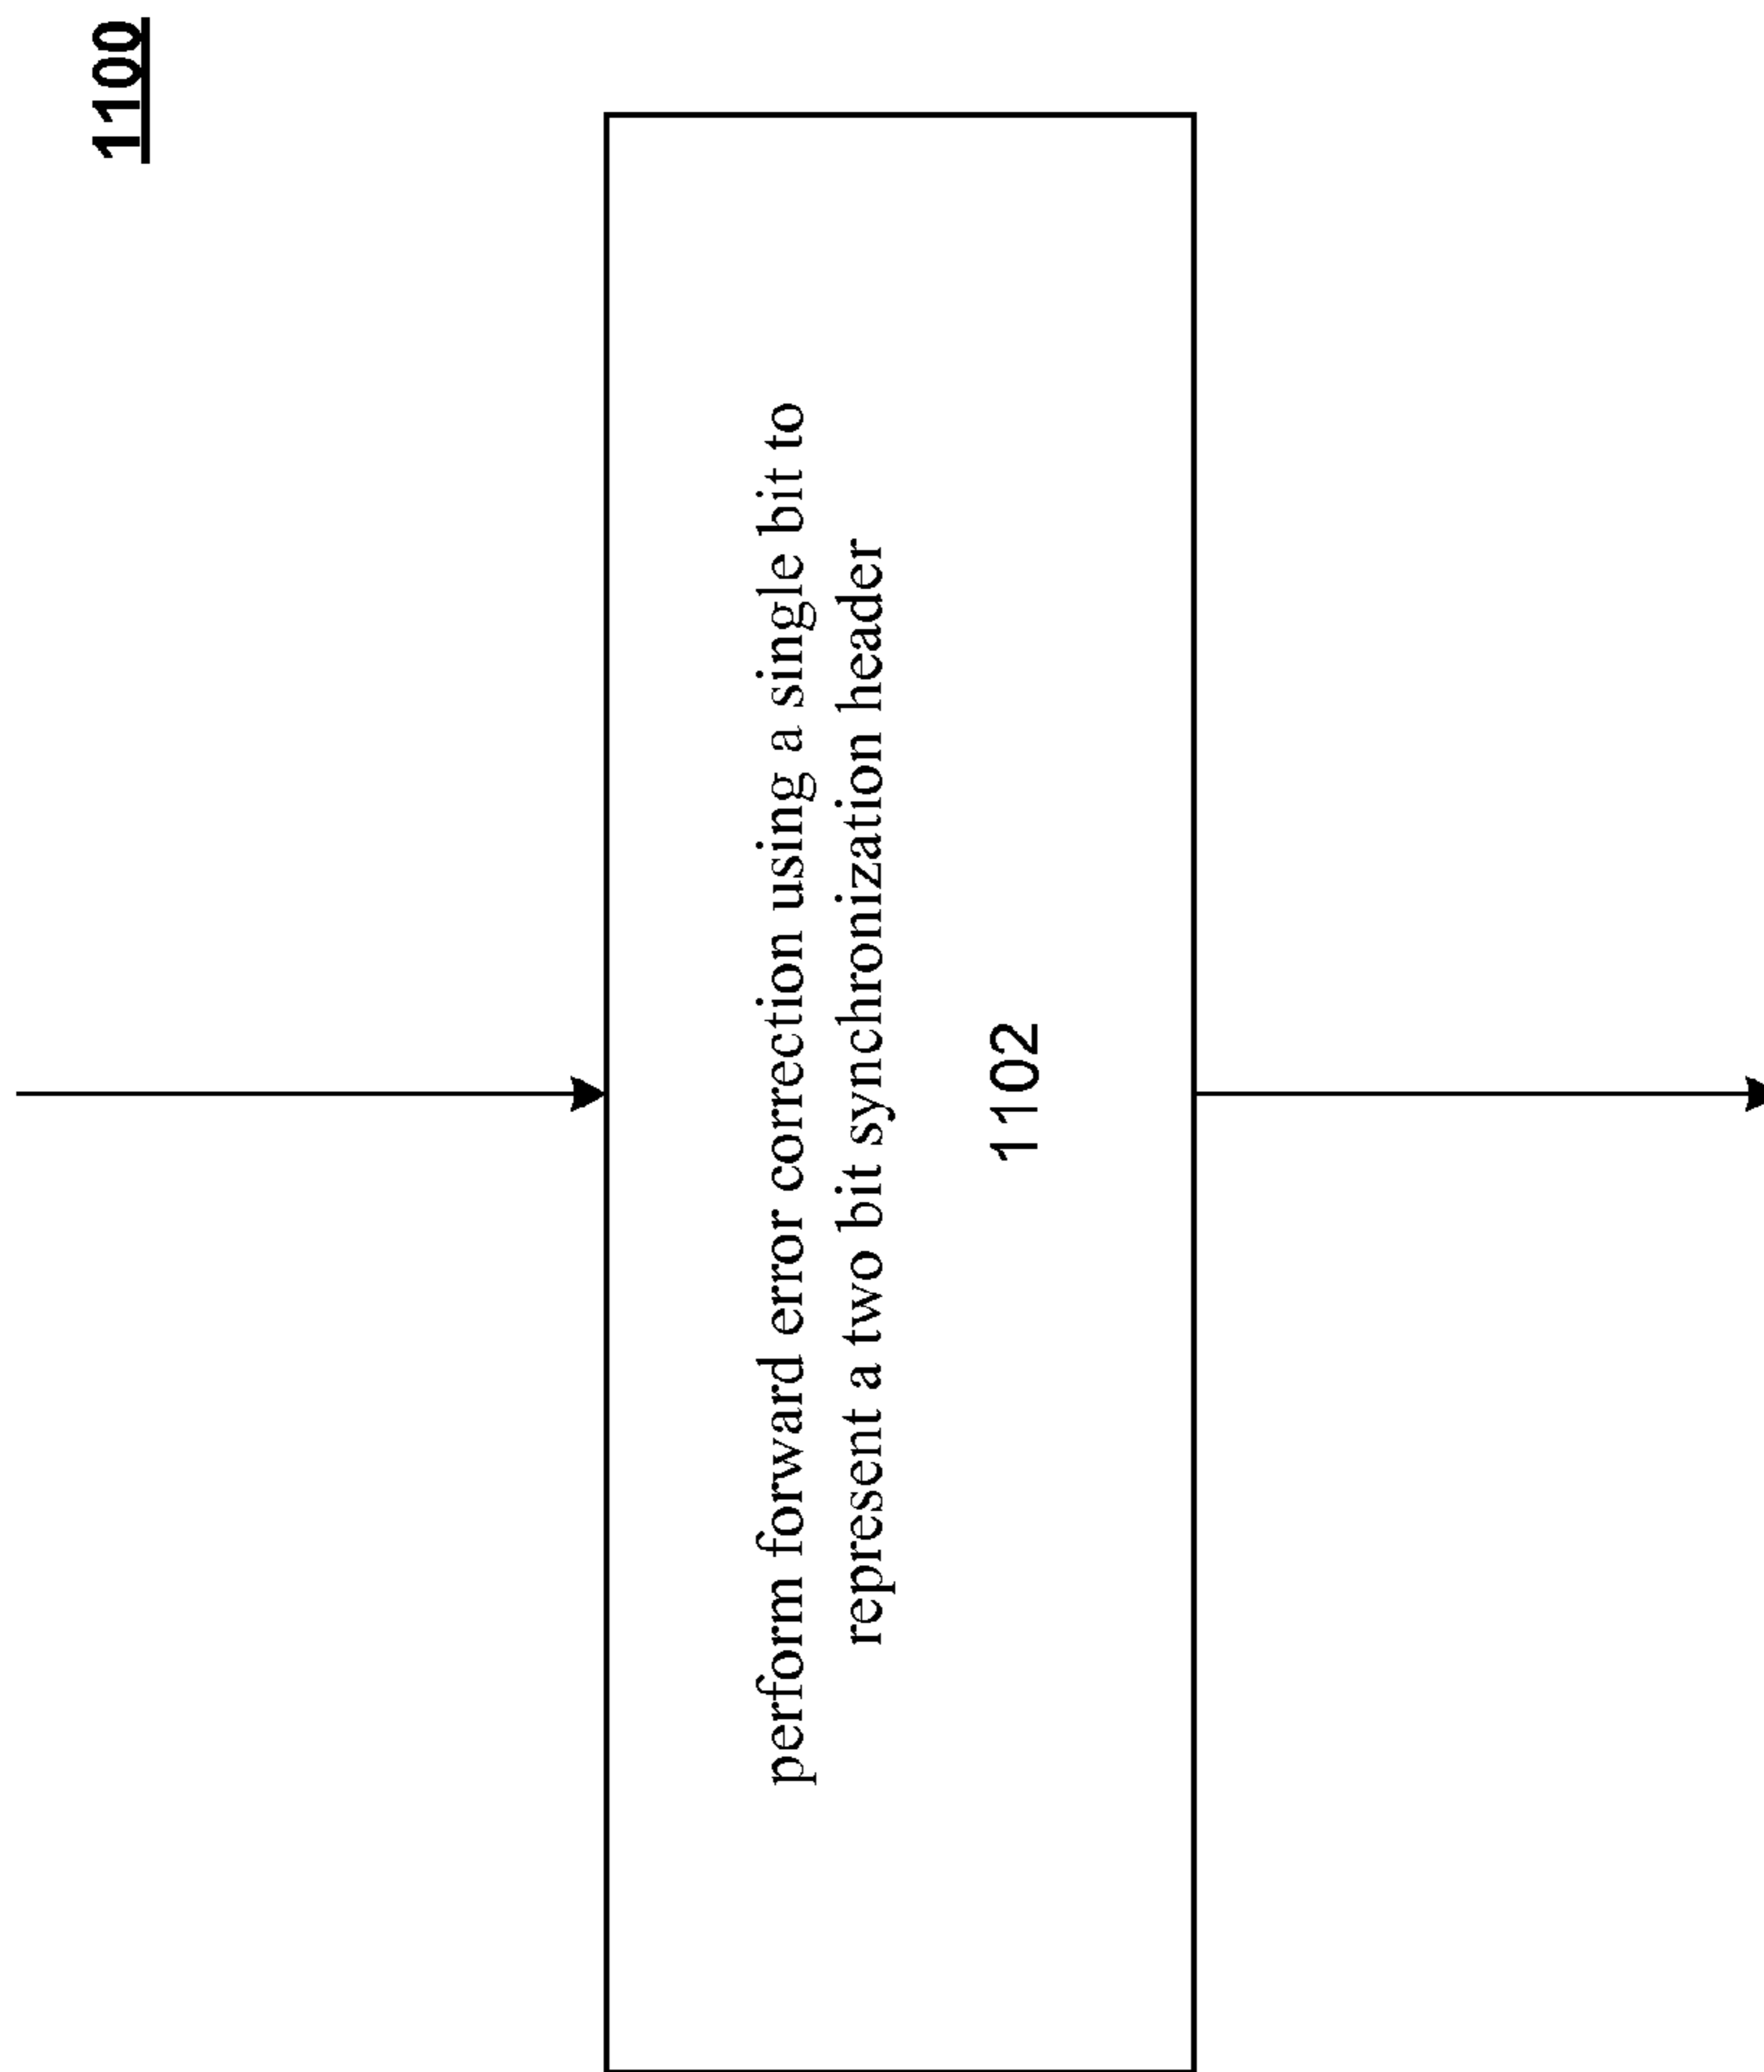 1100
perform forward error correction using a single bit to
represent a two bit synchronization header
1102